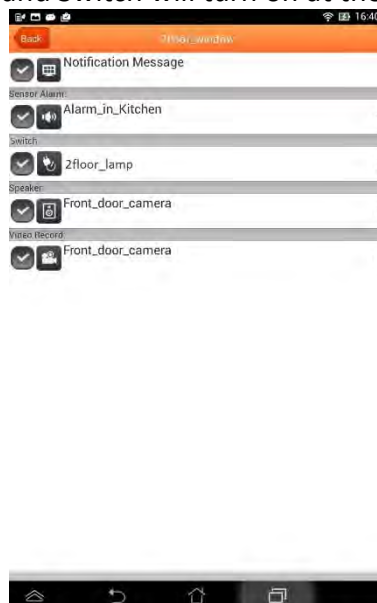 and Switch will turn on at the
16:40
Back
2floor_window
Notification Message
Sensor Alarm:
Alarm_in_Kitchen
Switch
2floor_lamp
Speaker:
Front_door_camera
Video Record:
Front_door_camera